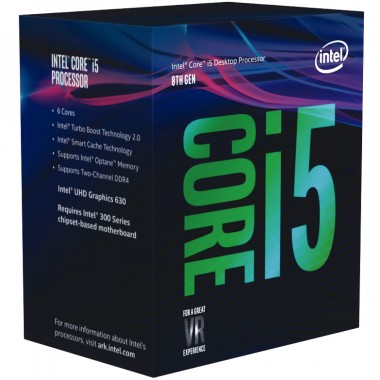 INTEL® CORE™ i5
PROCESSOR
• 6 Cores
• Intel® Turbo Boost Technology 2.0
• Intel® Smart Cache Technology
• Supports Intel® Optane™ Memory
• Supports Two-Channel DDR4
Intel® UHD Graphics 630
Requires Intel® 300 Series
chipset-based motherboard
For more information about Intel's
processors, visit ark.intel.com
Intel® Core™ i5 Desktop Processor
8TH GEN
intel
CORE i5
FOR A GREAT
VR
EXPERIENCE